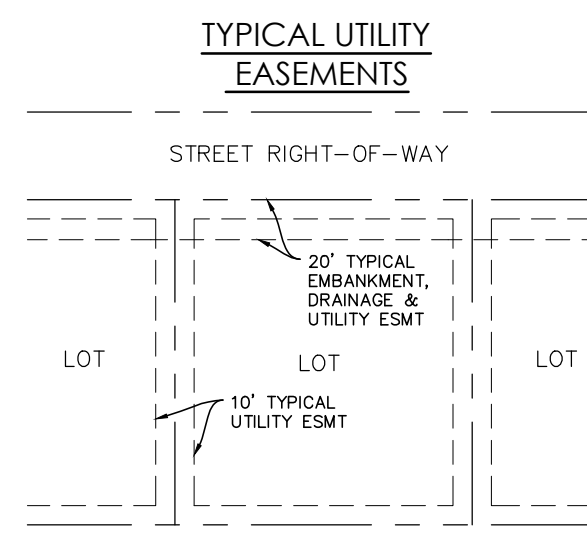 TYPICAL UTILITY
EASEMENTS
STREET RIGHT-OF-WAY
20' TYPICAL
EMBANKMENT,
DRAINAGE &
UTILITY ESMT
LOT
LOT
LOT
10' TYPICAL
UTILITY ESMT